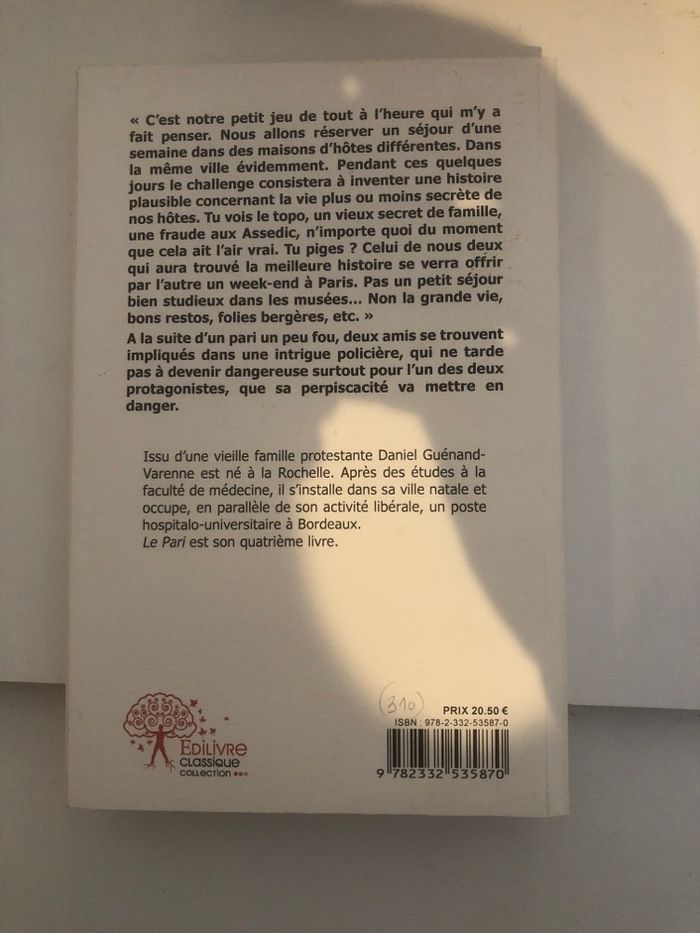 « C’est notre petit jeu de tout à l’heure qui m’y a
fait penser. Nous allons réserver un séjour d’une
semaine dans des maisons d’hôtes différentes. Dans
la même ville évidemment. Pendant ces quelques
jours le challenge consistera à inventer une histoire
plausible concernant la vie plus ou moins secrète de
nos hôtes. Tu vois le topo, un vieux secret de famille,
une fraude aux Assedic, n’importe quoi du moment
que cela ait l’air vrai. Tu piges ? Celui de nous deux
qui aura trouvé la meilleure histoire se verra offrir
par l’autre un week-end à Paris. Pas un petit séjour
bien studieux dans les musées... Non la grande vie,
bons restos, folies bergères, etc. »
A la suite d’un pari un peu fou, deux amis se trouvent
impliqués dans une intrigue policière, qui ne tarde
pas à devenir dangereuse surtout pour l’un des deux
protagonistes, que sa perpiscacité va mettre en
danger.
Issu d’une vieille famille protestante Daniel Guénand-
Varenne est né à la Rochelle. Après des études à la
faculté de médecine, il s’installe dans sa ville natale et
occupe, en parallèle de son activité libérale, un poste
hospitalo-universitaire à Bordeaux.
Le Pari est son quatrième livre.
(310)
PRIX 20.50 €
ISBN : 978-2-332-53587-0
9 782332 535870
EDILIVRE
CLASSIQUE
COLLECTION